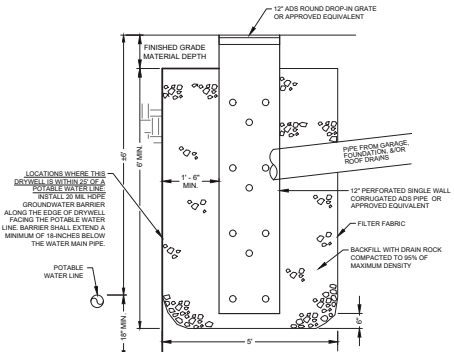 12" ADS ROUND DROP-IN GRATE
OR APPROVED EQUIVALENT
FINISHED GRADE
MATERIAL DEPTH
±6'
6' MIN.
1' - 6"
MIN.
PIPE FROM GARAGE,
FOUNDATION, &/OR
ROOF DRAINS
LOCATIONS WHERE THIS
DRYWELL IS WITHIN 25' OF A
POTABLE WATER LINE:
INSTALL 20 MIL HDPE
GROUNDWATER BARRIER
ALONG THE EDGE OF DRYWELL
FACING THE POTABLE WATER
LINE. BARRIER SHALL EXTEND A
MINIMUM OF 18-INCHES BELOW
THE WATER MAIN PIPE.
12" PERFORATED SINGLE WALL
CORRUGATED ADS PIPE OR
APPROVED EQUIVALENT
FILTER FABRIC
BACKFILL WITH DRAIN ROCK
COMPACTED TO 95% OF
MAXIMUM DENSITY
POTABLE
WATER LINE
18" MIN.
6"
5'